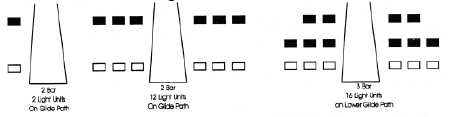 2 Bar
2 Light Units
On Glide Path
2 Bar
12 Light Units
On Glide Path
3 Bar
16 Light Units
on Lower Glide Path